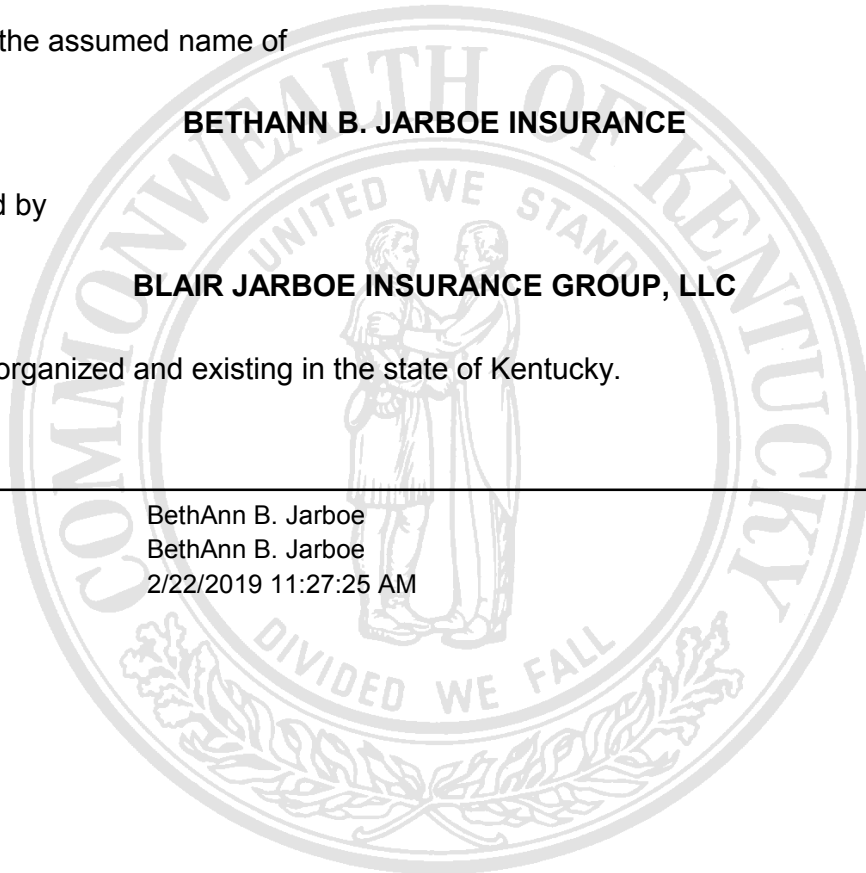 the assumed name of
BETHANN B. JARBOE INSURANCE
d by
BLAIR JARBOE INSURANCE GROUP, LLC
organized and existing in the state of Kentucky.
BethAnn B. Jarboe
BethAnn B. Jarboe
2/22/2019 11:27:25 AM
COMMONWEALTH OF KENTUCKY
UNITED WE STAND
DIVIDED WE FALL